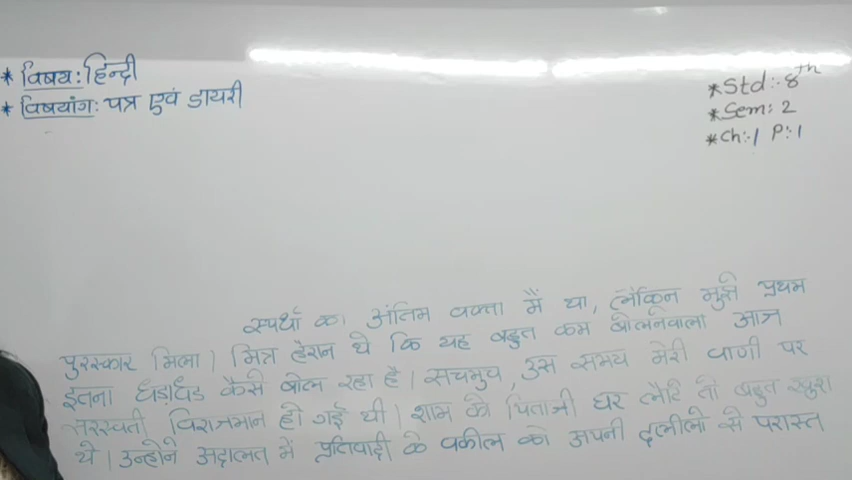 * विषय: हिन्दी
* विषयांग: पत्र एवं डायरी
* Std:- 8th
* Sem: 2
* Ch:-1 P:-1
स्पर्धा का अंतिम वक्ता मैं था, लेकिन मुझे प्रथम
पुरस्कार मिला। मित्र हैरान थे कि यह बहुत कम बोलनेवाला आज
इतना धड़ाधड कैसे बोल रहा है। सचमुच, उस समय मेरी वाणी पर
सरस्वती विराजमान हो गई थी। शाम को पिताजी घर लौटे तो बहुत खुश
थे। उन्होने अदालत में प्रतिवादी के वकील को अपनी दलीलो से परास्त